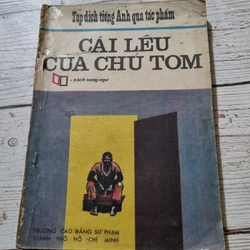 Tập dịch tiếng Anh qua tác phẩm
CÁI LỀU
CỦA CHÚ TOM
- sách song-ngữ
TRƯỜNG CAO ĐẲNG SƯ PHẠM
THÀNH PHỐ HỒ CHÍ MINH